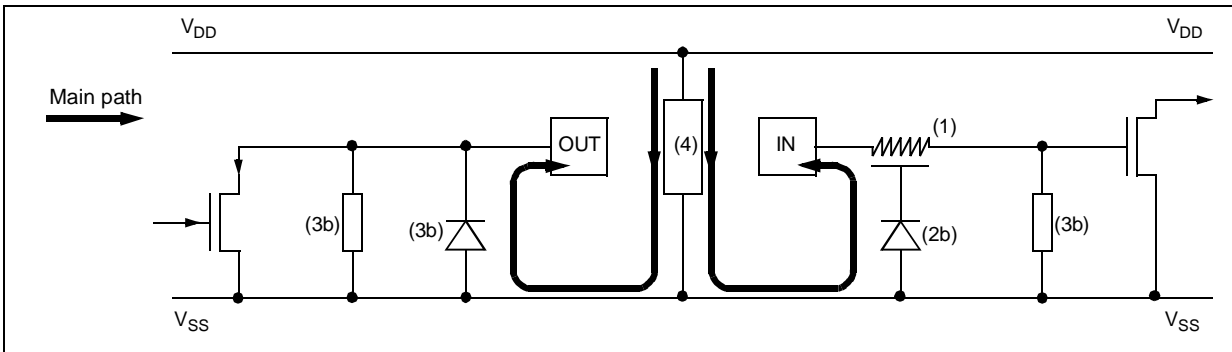 VDD VDD
Main path
OUT (4) IN (1)
(3b) (3b) (2b) (3b)
VSS VSS